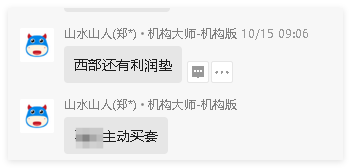 山水山人(郑*) • 机构大师-机构版 10/15 09:06
西部还有利润垫
山水山人(郑*) • 机构大师-机构版
主动买套